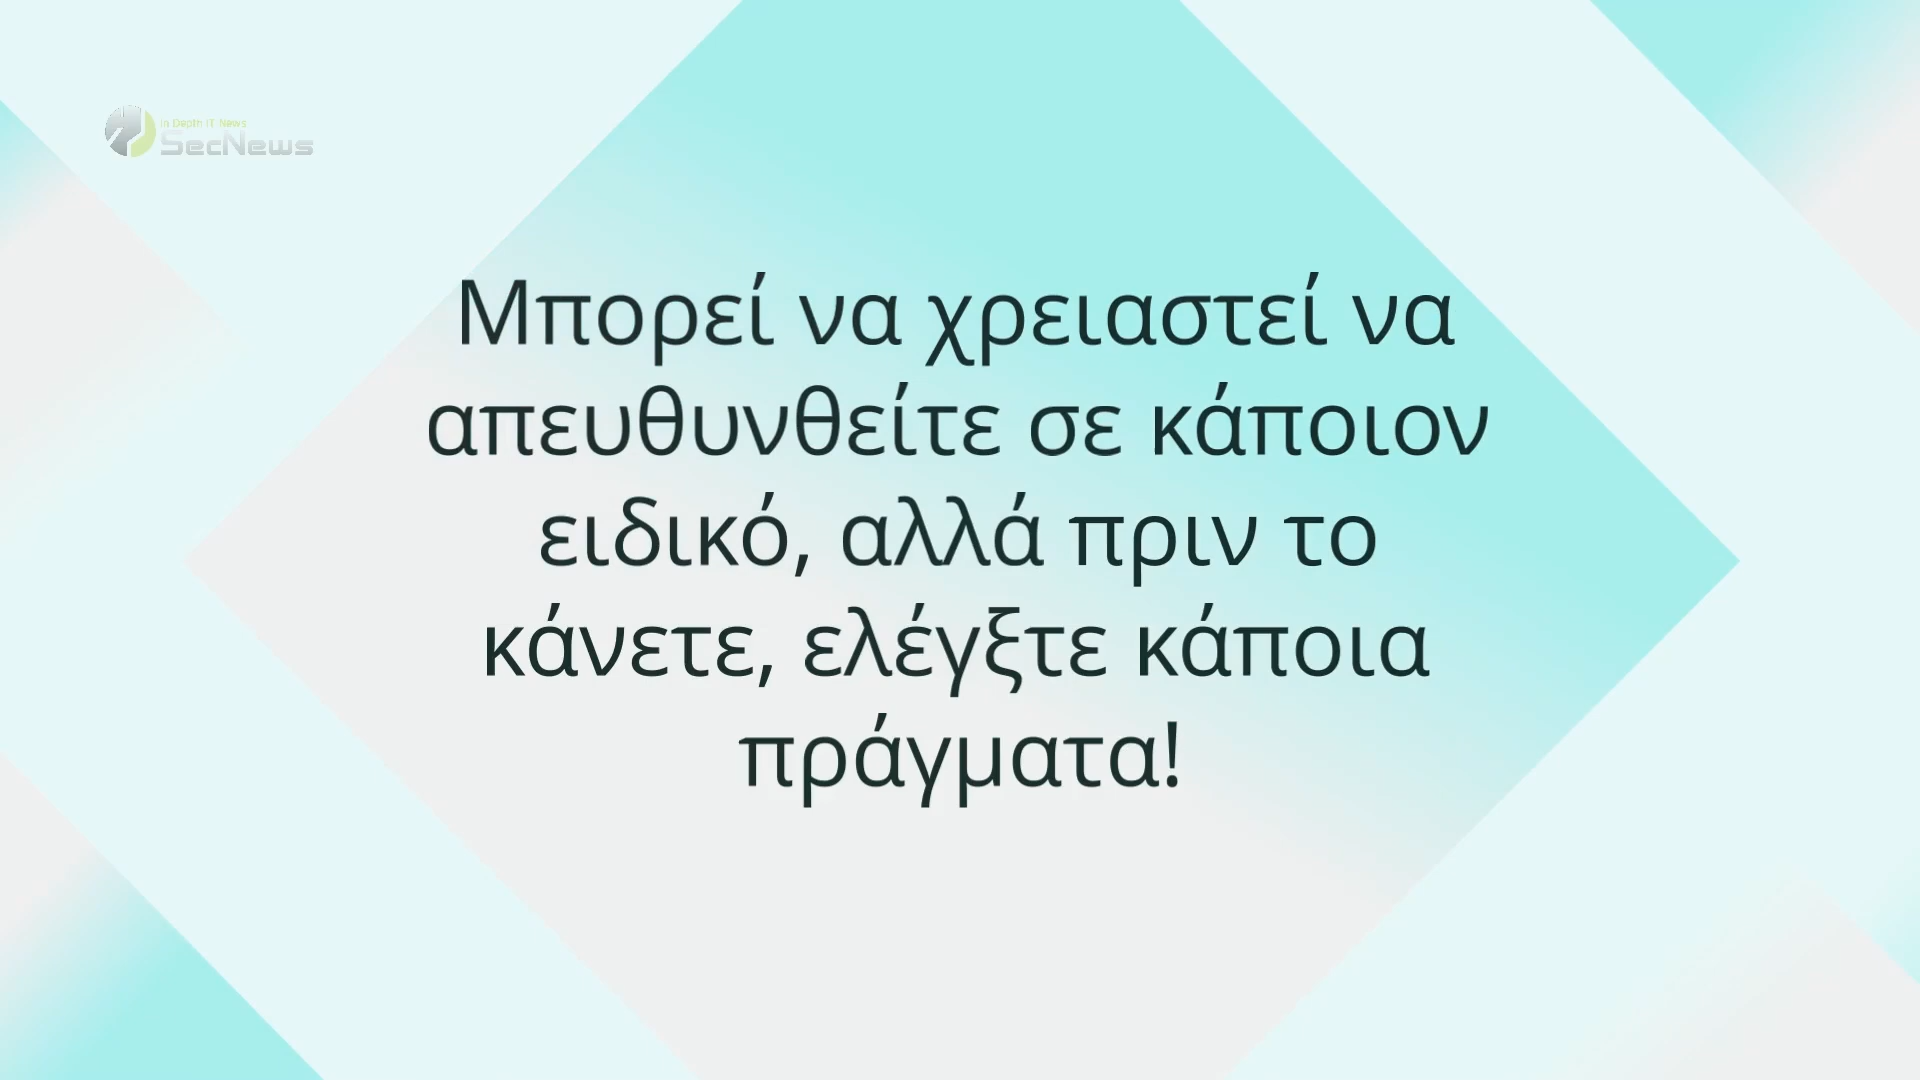 In Depth IT News
SecNews
Μπορεί να χρειαστεί να
απευθυνθείτε σε κάποιον
ειδικό, αλλά πριν το
κάνετε, ελέγξτε κάποια
πράγματα!